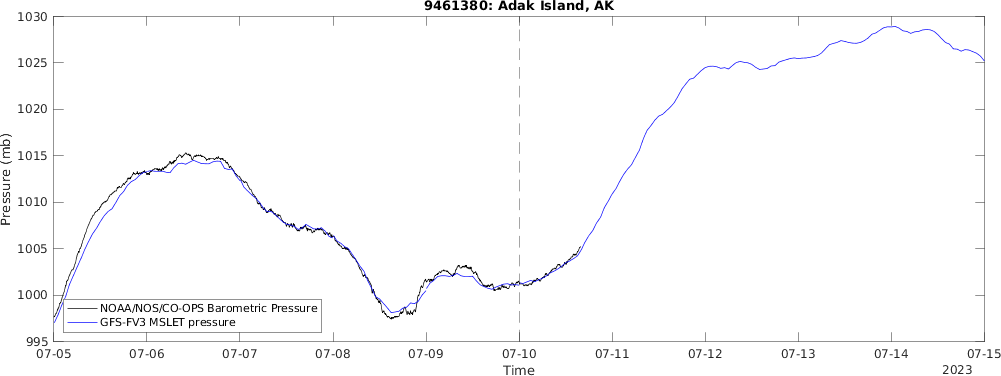 9461380: Adak Island, AK
Pressure (mb)
1030
1025
1020
1015
1010
1005
1000
995
NOAA/NOS/CO-OPS Barometric Pressure
GFS-FV3 MSLET pressure
07-05 07-06 07-07 07-08 07-09 07-10 07-11 07-12 07-13 07-14 07-15
Time
2023